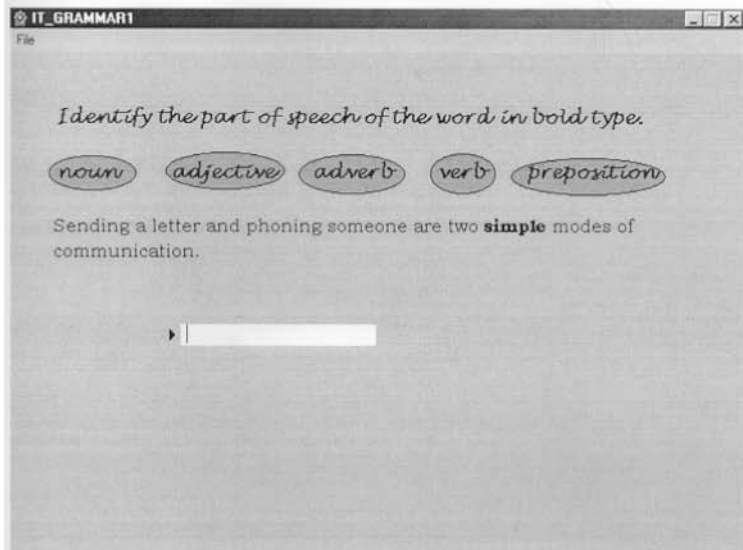 IT_GRAMMAR1
File
Identify the part of speech of the word in bold type.
noun adjective adverb verb preposition
Sending a letter and phoning someone are two simple modes of
communication.